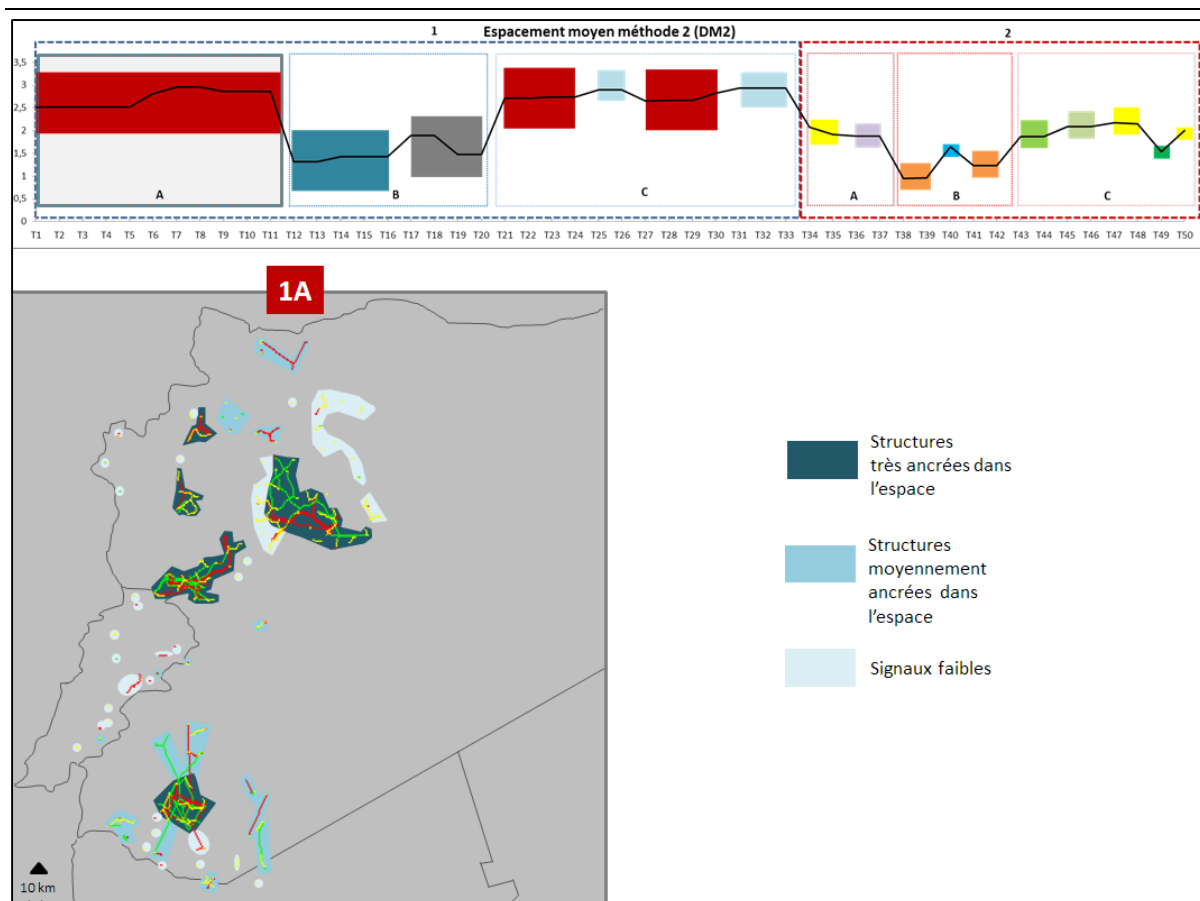 1 Espacement moyen méthode 2 (DM2) 2
3,5
3
2,5
2
1,5
1
0,5
0
A B C A B C
T1 T2 T3 T4 T5 T6 T7 T8 T9 T10 T11 T12 T13 T14 T15 T16 T17 T18 T19 T20 T21 T22 T23 T24 T25 T26 T27 T28 T29 T30 T31 T32 T33 T34 T35 T36 T37 T38 T39 T40 T41 T42 T43 T44 T45 T46 T47 T48 T49 T50
1A
Structures
très ancrées dans
l'espace
Structures
moyennement
ancrées dans
l'espace
Signaux faibles
10 km